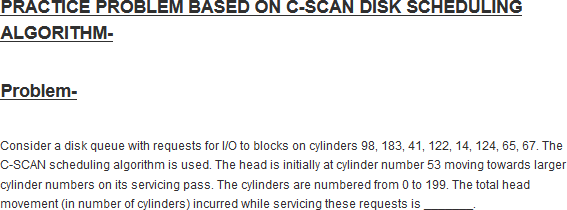 PRACTICE PROBLEM BASED ON C-SCAN DISK SCHEDULING
ALGORITHM-
Problem-
Consider a disk queue with requests for I/O to blocks on cylinders 98, 183, 41, 122, 14, 124, 65, 67. The
C-SCAN scheduling algorithm is used. The head is initially at cylinder number 53 moving towards larger
cylinder numbers on its servicing pass. The cylinders are numbered from 0 to 199. The total head
movement (in number of cylinders) incurred while servicing these requests is _______.